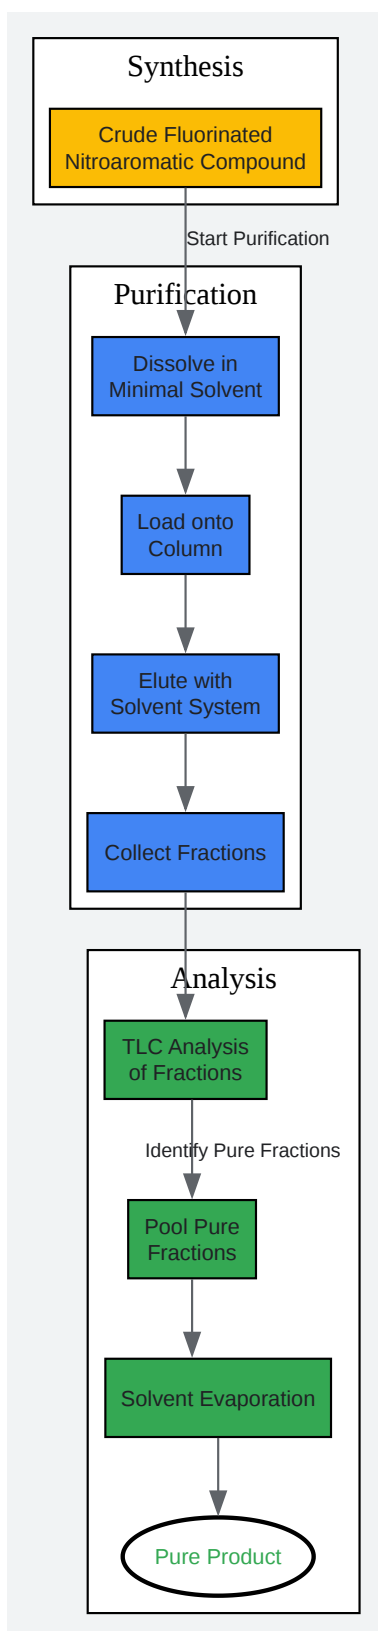 Synthesis
Crude Fluorinated
Nitroaromatic Compound
Start Purification
Purification
Dissolve in
Minimal Solvent
Load onto
Column
Elute with
Solvent System
Collect Fractions
Analysis
TLC Analysis
of Fractions
Identify Pure Fractions
Pool Pure
Fractions
Solvent Evaporation
Pure Product